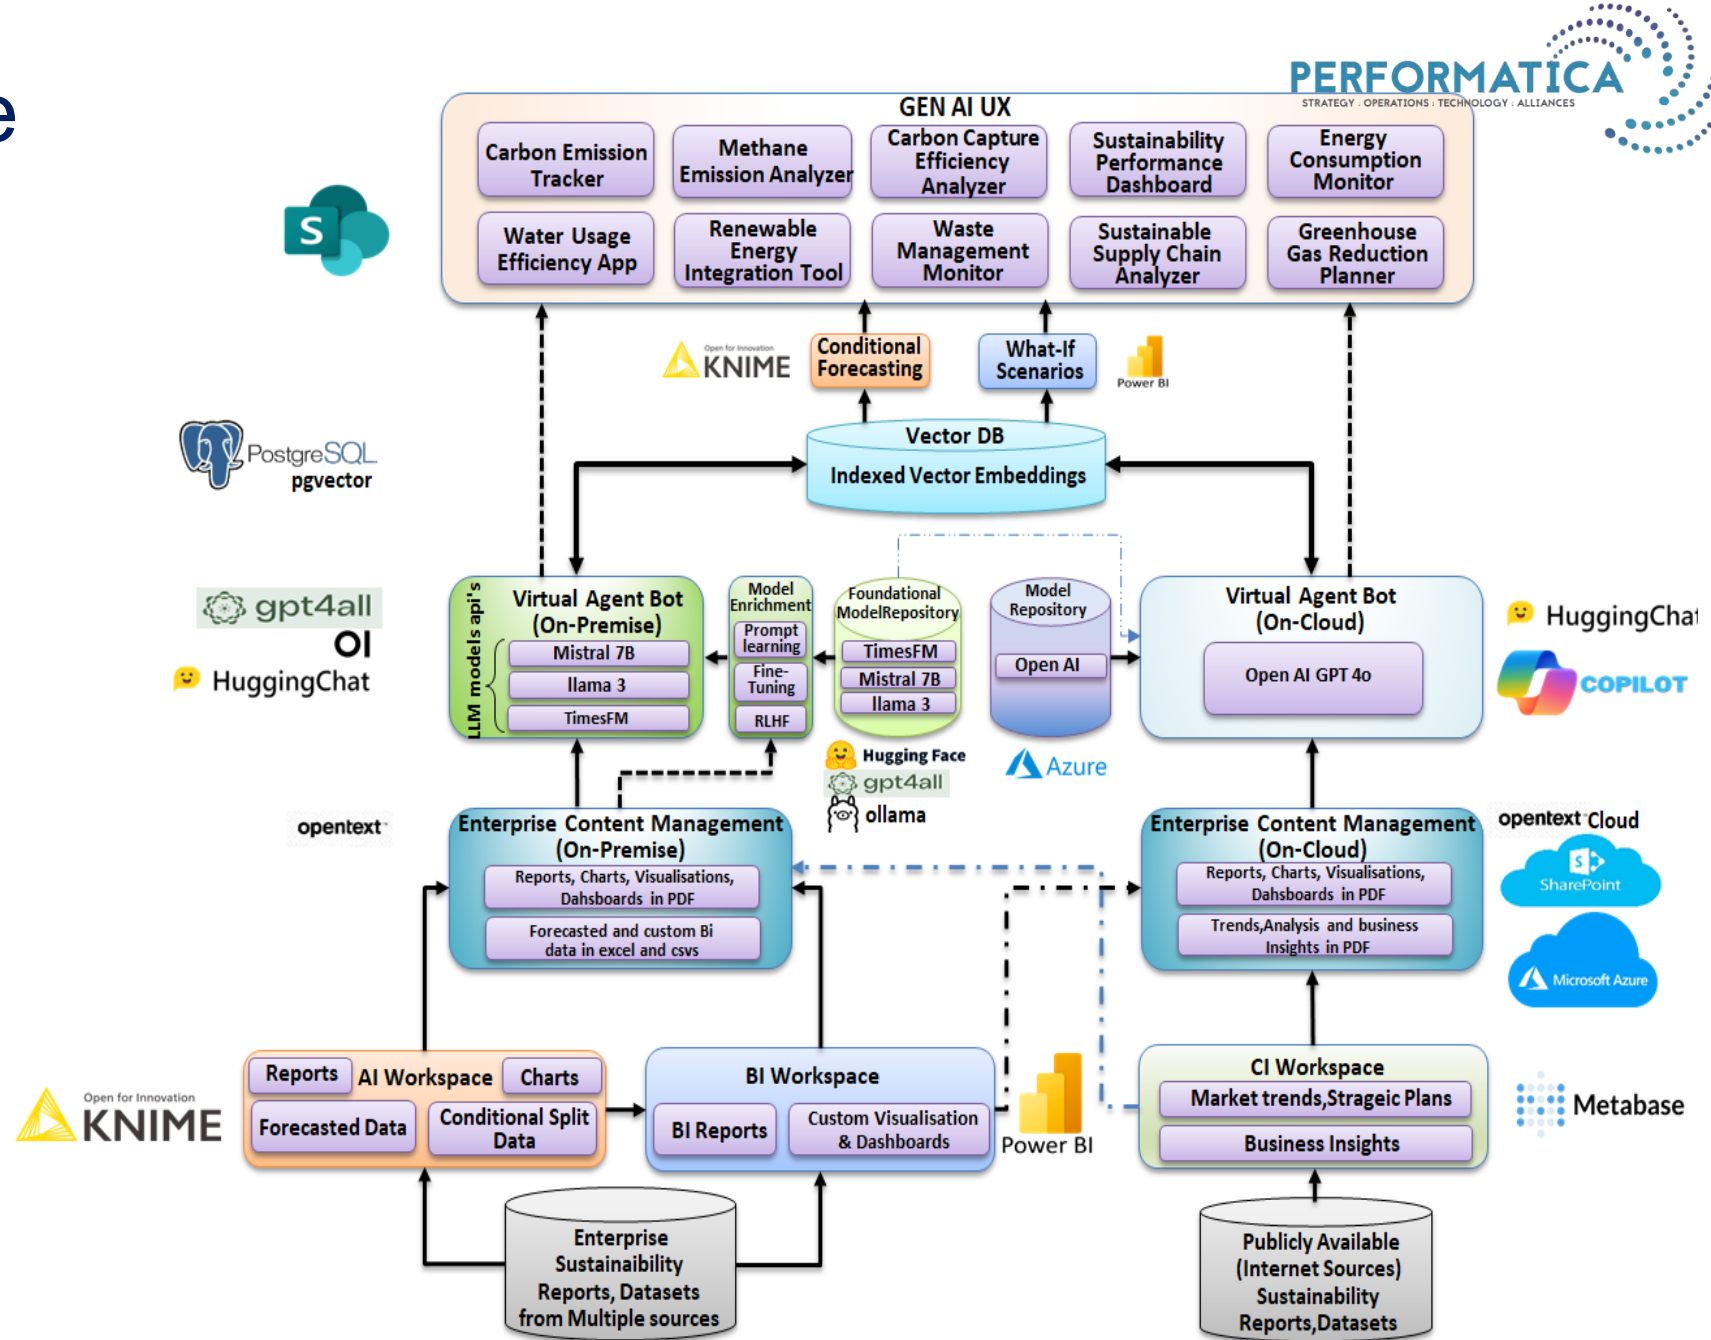 e
PERFORMATICA
STRATEGY . OPERATIONS : TECHNOLOGY . ALLIANCES
GEN AI UX
Carbon Emission
Tracker
Methane
Emission Analyzer
Carbon Capture
Efficiency
Analyzer
Sustainability
Performance
Dashboard
Energy
Consumption
Monitor
S
Water Usage
Efficiency App
Renewable
Energy
Integration Tool
Waste
Management
Monitor
Sustainable
Supply Chain
Analyzer
Greenhouse
Gas Reduction
Planner
Open for Innovation
KNIME
Conditional
Forecasting
What-If
Scenarios
Power BI
PostgreSQL
pgvector
Vector DB
Indexed Vector Embeddings
gpt4all
OI
HuggingChat
LLM models api's
Virtual Agent Bot
(On-Premise)
Mistral 7B
llama 3
TimesFM
Model
Enrichment
Prompt
learning
Fine-
Tuning
RLHF
Foundational
ModelRepository
TimesFM
Mistral 7B
llama 3
Hugging Face
gpt4all
ollama
Model
Repository
Open AI
Azure
Virtual Agent Bot
(On-Cloud)
Open AI GPT 4o
HuggingChat
COPILOT
opentext™
Enterprise Content Management
(On-Premise)
Reports, Charts, Visualisations,
Dahsboards in PDF
Forecasted and custom Bi
data in excel and csvs
Enterprise Content Management
(On-Cloud)
Reports, Charts, Visualisations,
Dahsboards in PDF
Trends,Analysis and business
Insights in PDF
opentext™ Cloud
S
SharePoint
Microsoft Azure
Open for Innovation
KNIME
Reports
AI Workspace
Charts
Forecasted Data
Conditional Split
Data
BI Workspace
BI Reports
Custom Visualisation
& Dashboards
Power BI
CI Workspace
Market trends,Strageic Plans
Business Insights
Metabase
Enterprise
Sustainaibility
Reports, Datasets
from Multiple sources
Publicly Available
(Internet Sources)
Sustainability
Reports,Datasets